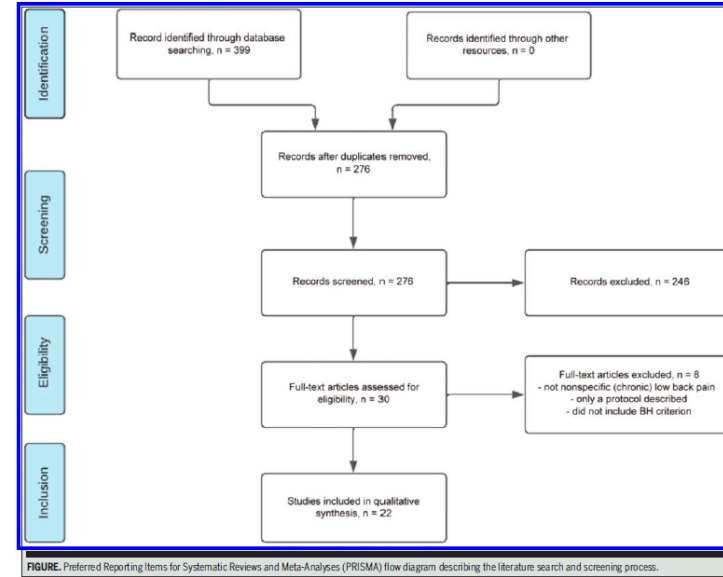 Identification
Record identified through database
searching, n = 399
Records identified through other
resources, n = 0
Records after duplicates removed,
n = 276
Screening
Records screened, n = 276
Records excluded, n = 246
Eligibility
Full-text articles assessed for
eligibility, n = 30
Full-text articles excluded, n = 8
- not nonspecific (chronic) low back pain
- only a protocol described
- did not include BH criterion
Inclusion
Studies included in qualitative
synthesis, n = 22
FIGURE. Preferred Reporting Items for Systematic Reviews and Meta-Analyses (PRISMA) flow diagram describing the literature search and screening process.